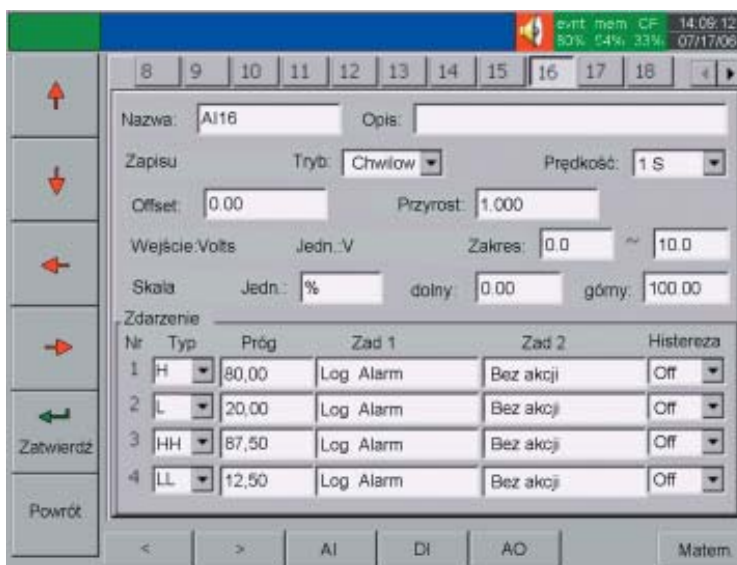 evnt mem CF 14:09:12
80% 54% 33% 07/17/06
8 9 10 11 12 13 14 15 16 17 18
Nazwa: AI16 Opis:
Zapisu Tryb: Chwilow Prędkość: 1 S
Offset: 0.00 Przyrost: 1.000
Wejście:Volts Jedn.:V Zakres: 0.0 ~ 10.0
Skala Jedn.: % dolny: 0.00 górny: 100.00
Zdarzenie
Nr Typ Próg Zad 1 Zad 2 Histereza
1 H 80,00 Log Alarm Bez akcji Off
2 L 20,00 Log Alarm Bez akcji Off
3 HH 87,50 Log Alarm Bez akcji Off
4 LL 12,50 Log Alarm Bez akcji Off
Zatwierdź
Powrót
< > AI DI AO Matem